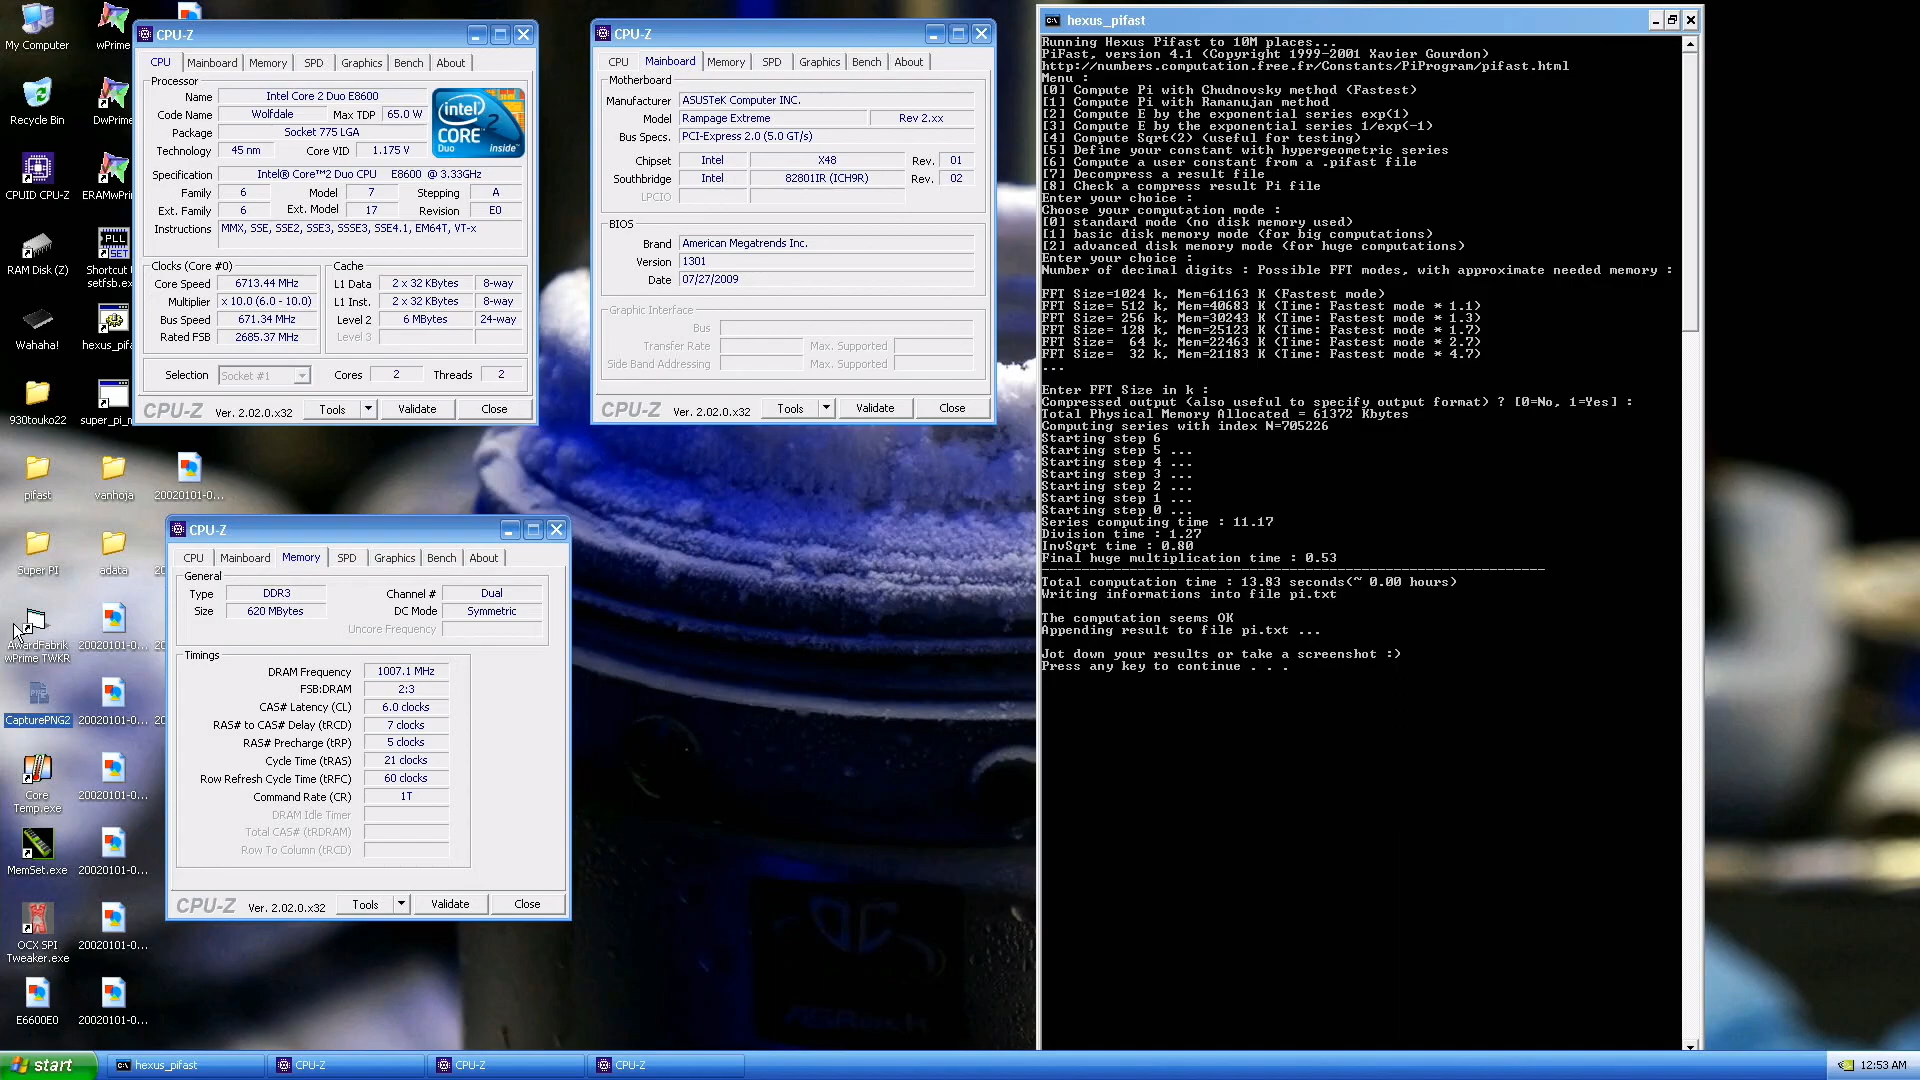 My Computer
wPrime
Recycle Bin
DwPrime
CPUID CPU-Z
ERAMwPri
RAM Disk (Z)
Shortcut
setfsb.ex
Wahaha!
hexus_pifa
930touko22
super_pi_m
pifast
vanhoja
20020101-0...
Super PI
adata
AwardFabrik
wPrime TWKR
20020101-0...
CapturePNG2
20020101-0...
Core
Temp.exe
20020101-0...
MemSet.exe
20020101-0...
OCX SPI
Tweaker.exe
20020101-0...
E6600E0
20020101-0...
CPU-Z
CPU Mainboard Memory SPD Graphics Bench About
Processor
Name Intel Core 2 Duo E8600
Code Name Wolfdale Max TDP 65.0 W
Package Socket 775 LGA
Technology 45 nm Core VID 1.175 V
intel CORE 2 Duo inside™
Specification Intel® Core™2 Duo CPU E8600 @ 3.33GHz
Family 6 Model 7 Stepping A
Ext. Family 6 Ext. Model 17 Revision E0
Instructions MMX, SSE, SSE2, SSE3, SSSE3, SSE4.1, EM64T, VT-x
Clocks (Core #0)
Core Speed 6713.44 MHz
Multiplier x 10.0 (6.0 - 10.0)
Bus Speed 671.34 MHz
Rated FSB 2685.37 MHz
Cache
L1 Data 2 x 32 KBytes 8-way
L1 Inst. 2 x 32 KBytes 8-way
Level 2 6 MBytes 24-way
Level 3
Selection Socket #1 Cores 2 Threads 2
CPU-Z Ver. 2.02.0.x32 Tools Validate Close
CPU-Z
CPU Mainboard Memory SPD Graphics Bench About
Motherboard
Manufacturer ASUSTeK Computer INC.
Model Rampage Extreme Rev 2.xx
Bus Specs. PCI-Express 2.0 (5.0 GT/s)
Chipset Intel X48 Rev. 01
Southbridge Intel 82801IR (ICH9R) Rev. 02
LPCIO
BIOS
Brand American Megatrends Inc.
Version 1301
Date 07/27/2009
Graphic Interface
Bus
Transfer Rate Max. Supported
Side Band Addressing Max. Supported
CPU-Z Ver. 2.02.0.x32 Tools Validate Close
CPU-Z
CPU Mainboard Memory SPD Graphics Bench About
General
Type DDR3 Channel # Dual
Size 620 MBytes DC Mode Symmetric
Uncore Frequency
Timings
DRAM Frequency 1007.1 MHz
FSB:DRAM 2:3
CAS# Latency (CL) 6.0 clocks
RAS# to CAS# Delay (tRCD) 7 clocks
RAS# Precharge (tRP) 5 clocks
Cycle Time (tRAS) 21 clocks
Row Refresh Cycle Time (tRFC) 60 clocks
Command Rate (CR) 1T
DRAM Idle Timer
Total CAS# (tRDRAM)
Row To Column (tRCD)
CPU-Z Ver. 2.02.0.x32 Tools Validate Close
hexus_pifast
Running Hexus Pifast to 10M places...
PiFast, version 4.1 (Copyright 1999-2001 Xavier Gourdon)
http://numbers.computation.free.fr/Constants/PiProgram/pifast.html
Menu :
[0] Compute Pi with Chudnovsky method (Fastest)
[1] Compute Pi with Ramanujan method
[2] Compute E by the exponential series exp(1)
[3] Compute E by the exponential series 1/exp(-1)
[4] Compute Sqrt(2) (useful for testing)
[5] Define your constant with hypergeometric series
[6] Compute a user constant from a .pifast file
[7] Decompress a result file
[8] Check a compress result Pi file
Enter your choice :
Choose your computation mode :
[0] standard mode (no disk memory used)
[1] basic disk memory mode (for big computations)
[2] advanced disk memory mode (for huge computations)
Enter your choice :
Number of decimal digits : Possible FFT modes, with approximate needed memory :
FFT Size=1024 k, Mem=61163 K (Fastest mode)
FFT Size= 512 k, Mem=40683 K (Time: Fastest mode * 1.1)
FFT Size= 256 k, Mem=30243 K (Time: Fastest mode * 1.3)
FFT Size= 128 k, Mem=25123 K (Time: Fastest mode * 1.7)
FFT Size= 64 k, Mem=22463 K (Time: Fastest mode * 2.7)
FFT Size= 32 k, Mem=21183 K (Time: Fastest mode * 4.7)
...
Enter FFT Size in k :
Compressed output (also useful to specify output format) ? [0=No, 1=Yes] :
Total Physical Memory Allocated = 61372 Kbytes
Computing series with index N=705226
Starting step 6
Starting step 5 ...
Starting step 4 ...
Starting step 3 ...
Starting step 2 ...
Starting step 1 ...
Starting step 0 ...
Series computing time : 11.17
Division time : 1.27
InvSqrt time : 0.80
Final huge multiplication time : 0.53
Total computation time : 13.83 seconds(~ 0.00 hours)
Writing informations into file pi.txt
The computation seems OK
Appending result to file pi.txt ...
Jot down your results or take a screenshot :)
Press any key to continue . . .
start
hexus_pifast
CPU-Z
CPU-Z
CPU-Z
12:53 AM